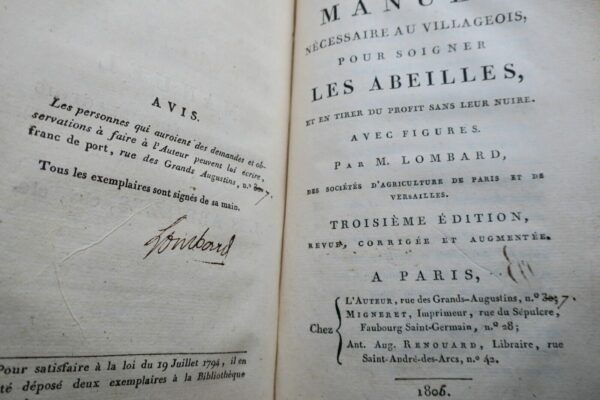 AVIS.
Les personnes qui auroient des demandes et ob-
servations à faire à l'Auteur peuvent lui écrire,
franc de port, rue des Grands Augustins, n.º 7.
Tous les exemplaires sont signés de sa main.
Lombard
Pour satisfaire à la loi du 19 Juillet 1794, il en
été déposé deux exemplaires à la Bibliothèque
MANUE
NÉCESSAIRE AU VILLAGEOIS,
POUR SOIGNER
LES ABEILLES,
ET EN TIRER DU PROFIT SANS LEUR NUIRE.
AVEC FIGURES.
PAR M. LOMBARD,
DES SOCIÉTÉS D'AGRICULTURE DE PARIS ET DE
VERSAILLES.
TROISIÈME ÉDITION,
REVUE, CORRIGÉE ET AUGMENTÉE.
A PARIS,
Chez
L'AUTEUR, rue des Grands-Augustins, n.º 7.
MIGNERET, Imprimeur, rue du Sépulcre,
Faubourg Saint-Germain, n.º 28;
Ant. Aug. RENOUARD, Libraire, rue
Saint-André-des-Arcs, n.º 42.
1806.